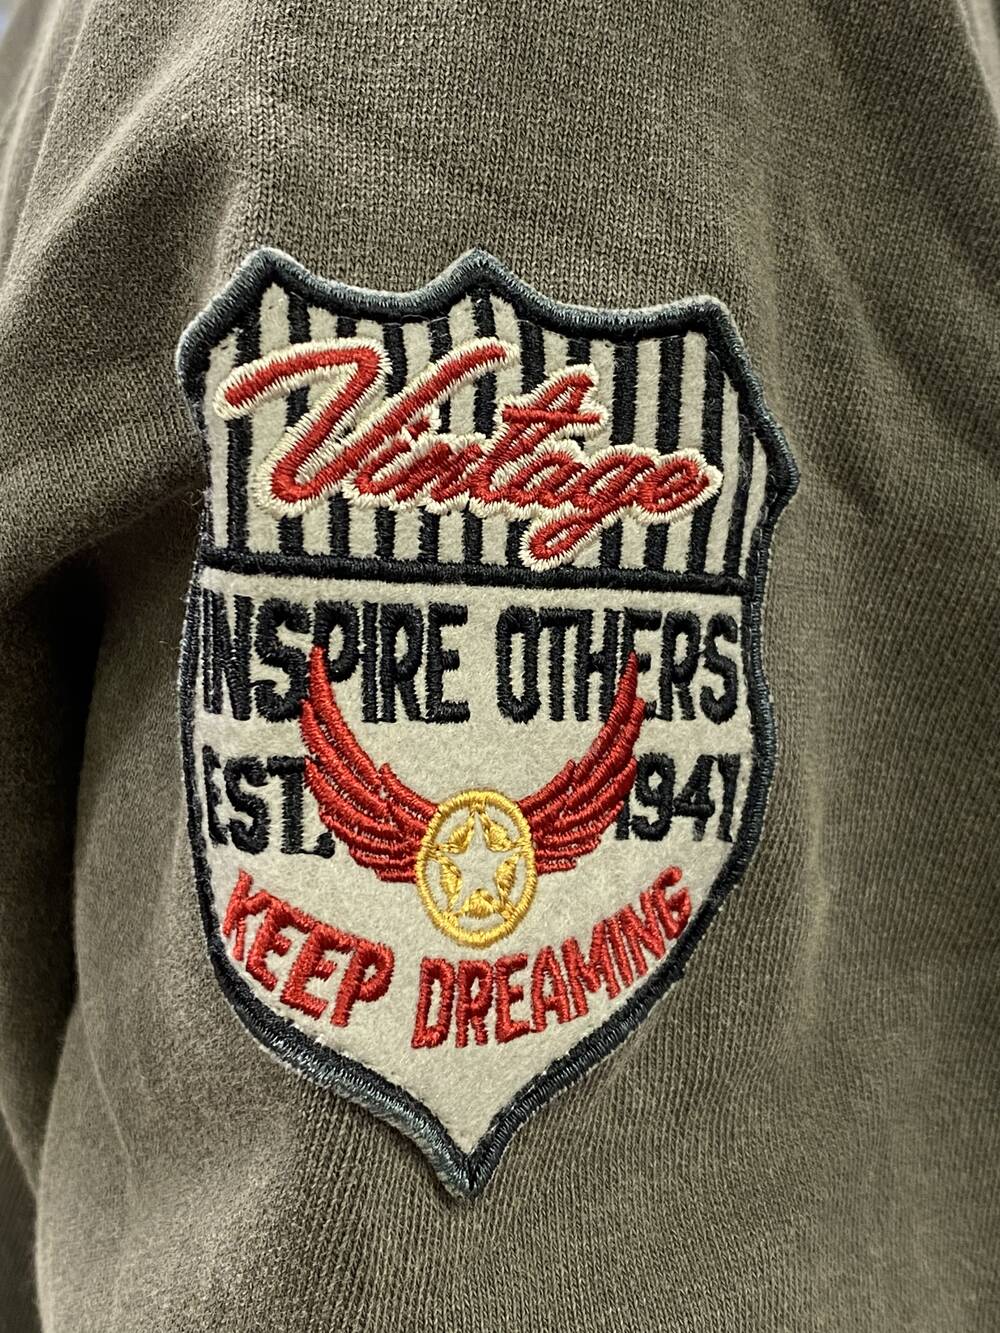 Vintage
INSPIRE OTHERS
EST. 1941
KEEP DREAMING